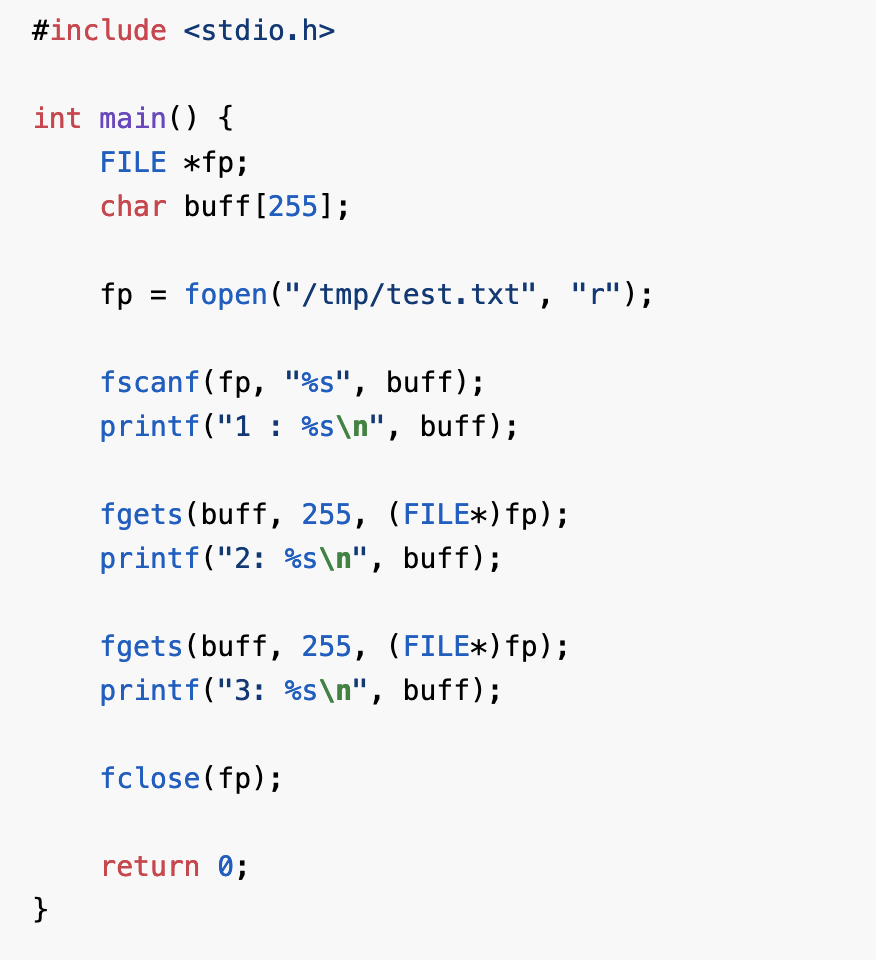 #include <stdio.h>

int main() {
    FILE *fp;
    char buff[255];

    fp = fopen("/tmp/test.txt", "r");

    fscanf(fp, "%s", buff);
    printf("1 : %s\n", buff);

    fgets(buff, 255, (FILE*)fp);
    printf("2: %s\n", buff);

    fgets(buff, 255, (FILE*)fp);
    printf("3: %s\n", buff);

    fclose(fp);

    return 0;
}